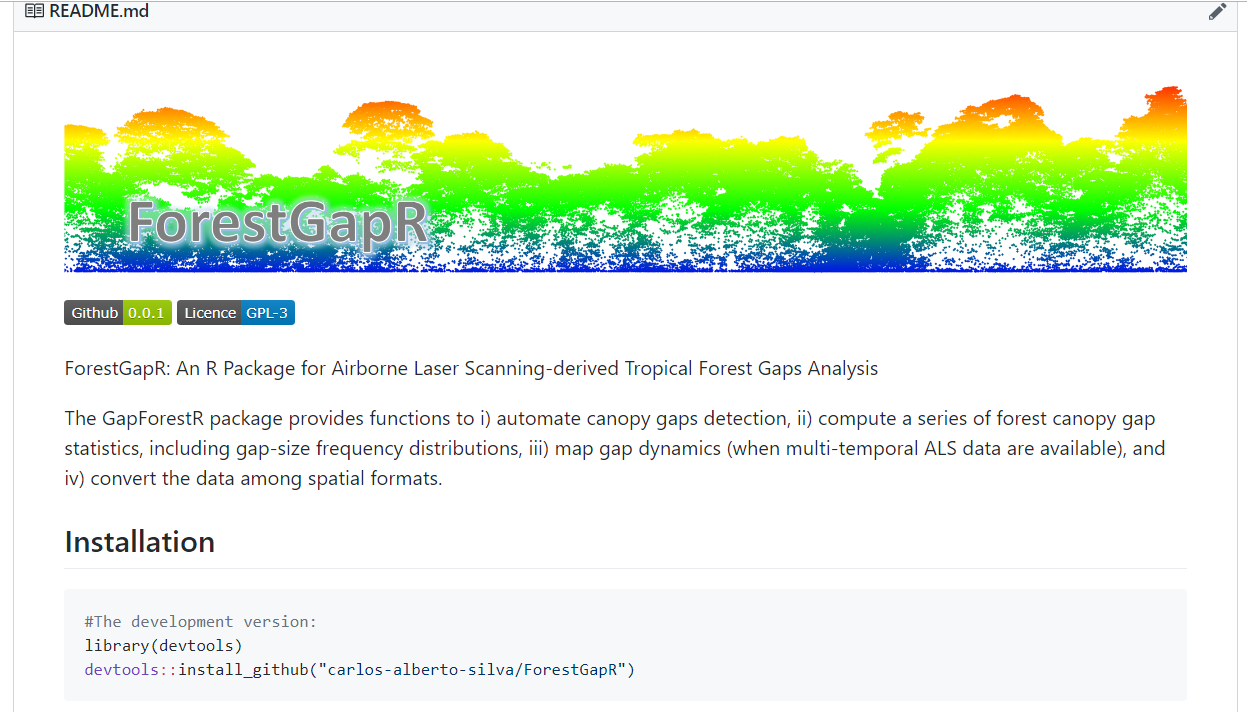 README.md
ForestGapR
Github 0.0.1 Licence GPL-3
ForestGapR: An R Package for Airborne Laser Scanning-derived Tropical Forest Gaps Analysis
The GapForestR package provides functions to i) automate canopy gaps detection, ii) compute a series of forest canopy gap
statistics, including gap-size frequency distributions, iii) map gap dynamics (when multi-temporal ALS data are available), and
iv) convert the data among spatial formats.
Installation
#The development version:
library(devtools)
devtools::install_github("carlos-alberto-silva/ForestGapR")